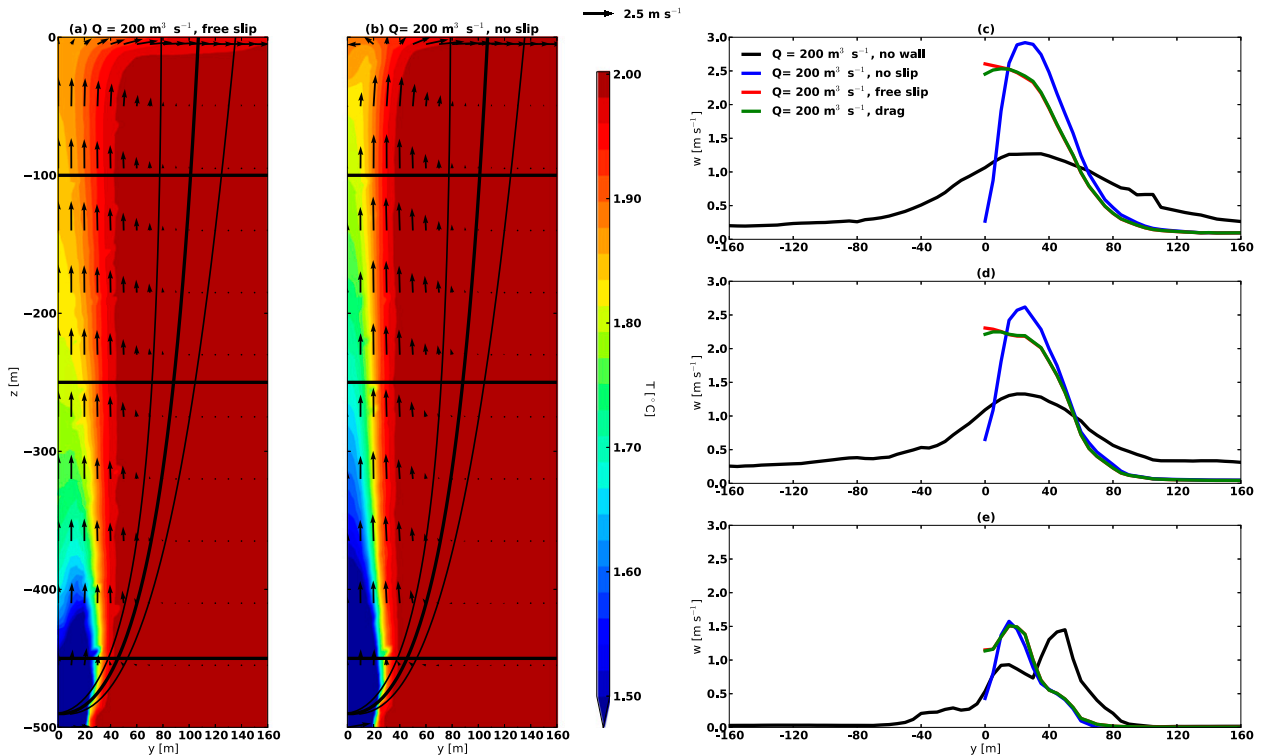 2.5 m s⁻¹
(a) Q = 200 m³ s⁻¹, free slip
0
−100
−200
−300
−400
−500
z [m]
0 20 40 60 80 100 120 140 160
y [m]
(b) Q= 200 m³ s⁻¹, no slip
0 20 40 60 80 100 120 140 160
y [m]
2.00
1.90
1.80
1.70
1.60
1.50
T [°C]
(c)
Q = 200 m³ s⁻¹, no wall
Q= 200 m³ s⁻¹, no slip
Q= 200 m³ s⁻¹, free slip
Q= 200 m³ s⁻¹, drag
3.0
2.5
2.0
1.5
1.0
0.5
0.0
w [m s⁻¹]
-160 -120 -80 -40 0 40 80 120 160
(d)
3.0
2.5
2.0
1.5
1.0
0.5
0.0
w [m s⁻¹]
-160 -120 -80 -40 0 40 80 120 160
(e)
3.0
2.5
2.0
1.5
1.0
0.5
0.0
w [m s⁻¹]
-160 -120 -80 -40 0 40 80 120 160
y [m]